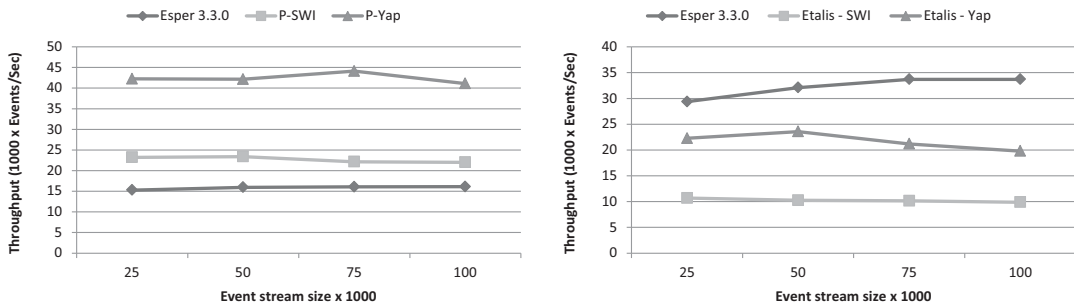 Esper 3.3.0 P-SWI P-Yap
Throughput (1000 x Events/Sec)
50
45
40
35
30
25
20
15
10
5
0
25 50 75 100
Event stream size x 1000
Esper 3.3.0 Etalis - SWI Etalis - Yap
Throughput (1000 x Events/Sec)
40
35
30
25
20
15
10
5
0
25 50 75 100
Event stream size x 1000